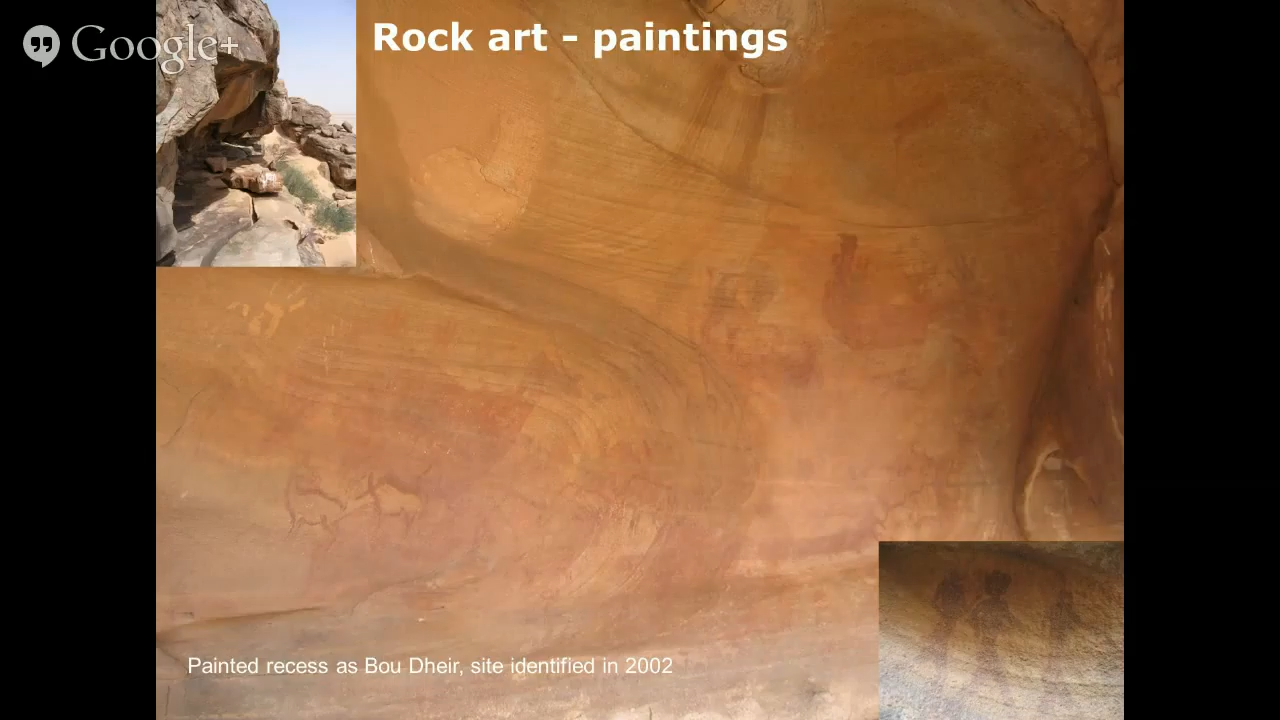 Google+
Rock art - paintings
Painted recess as Bou Dheir, site identified in 2002